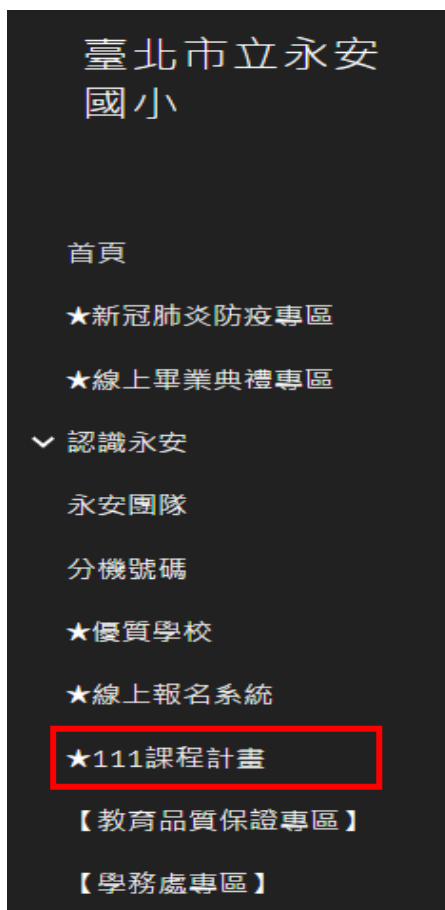 臺北市立永安
國小
首頁
★新冠肺炎防疫專區
★線上畢業典禮專區
認識永安
永安團隊
分機號碼
★優質學校
★線上報名系統
★111課程計畫
【教育品質保證專區】
【學務處專區】